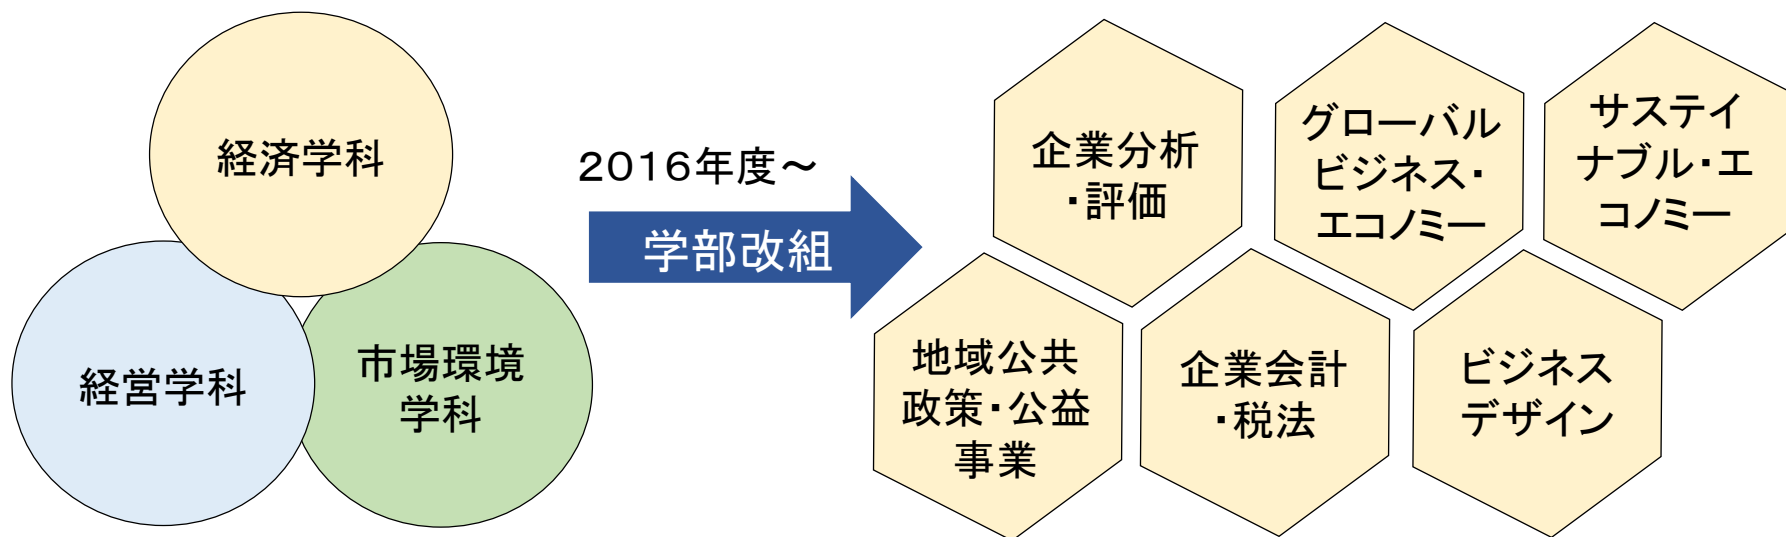 経済学科
経営学科
市場環境
学科
２０１６年度～
学部改組
企業分析
・評価
グローバル
ビジネス・
エコノミー
サステイ
ナブル・エ
コノミー
地域公共
政策・公益
事業
企業会計
・税法
ビジネス
デザイン